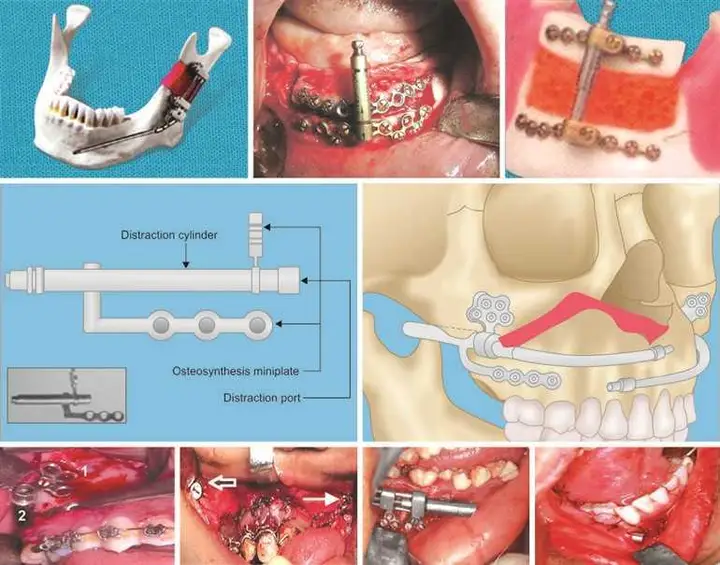 Distraction cylinder
Osteosynthesis miniplate
Distraction port
1
2